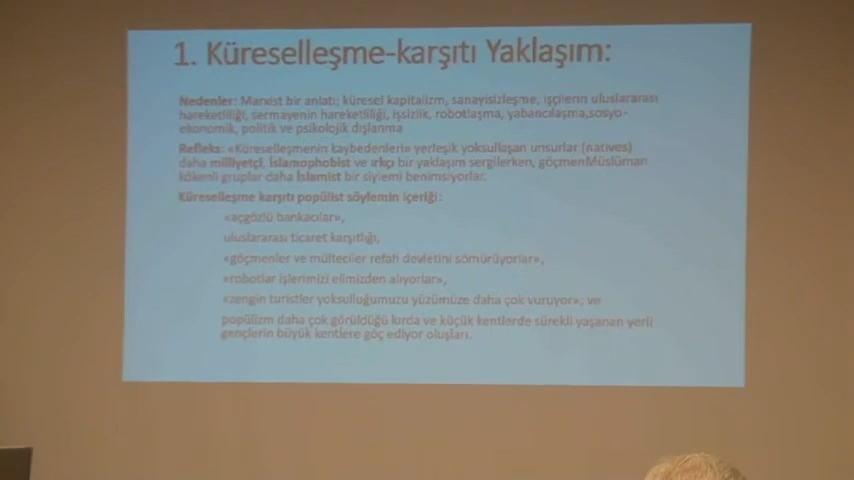 1. Küreselleşme-karşıtı Yaklaşım:
Nedenler: Marxist bir anlatı; küresel kapitalizm, sanayisizleşme, işçilerin uluslararası
hareketliliği, sermayenin hareketliliği, işsizlik, robotlaşma, yabancılaşma,sosyo-
ekonomik, politik ve psikolojik dışlanma
Refleks: «Küreselleşmenin kaybedenleri» yerleşik yoksullaşan unsurlar (natives)
daha milliyetçi, İslamophobist ve ırkçı bir yaklaşım sergilerken, göçmenMüslüman
kökenli gruplar daha İslamist bir söylemi benimsiyorlar.
Küreselleşme karşıtı popülist söylemin içeriği:
«açgözlü bankacılar»,
uluslararası ticaret karşıtlığı,
«göçmenler ve mülteciler refah devletini sömürüyorlar»,
«robotlar işlerimizi elimizden alıyorlar»,
«zengin turistler yoksulluğumuzu yüzümüze daha çok vuruyor»; ve
popülizm daha çok görüldüğü kırda ve küçük kentlerde sürekli yaşanan yerli
gençlerin büyük kentlere göç ediyor oluşları.